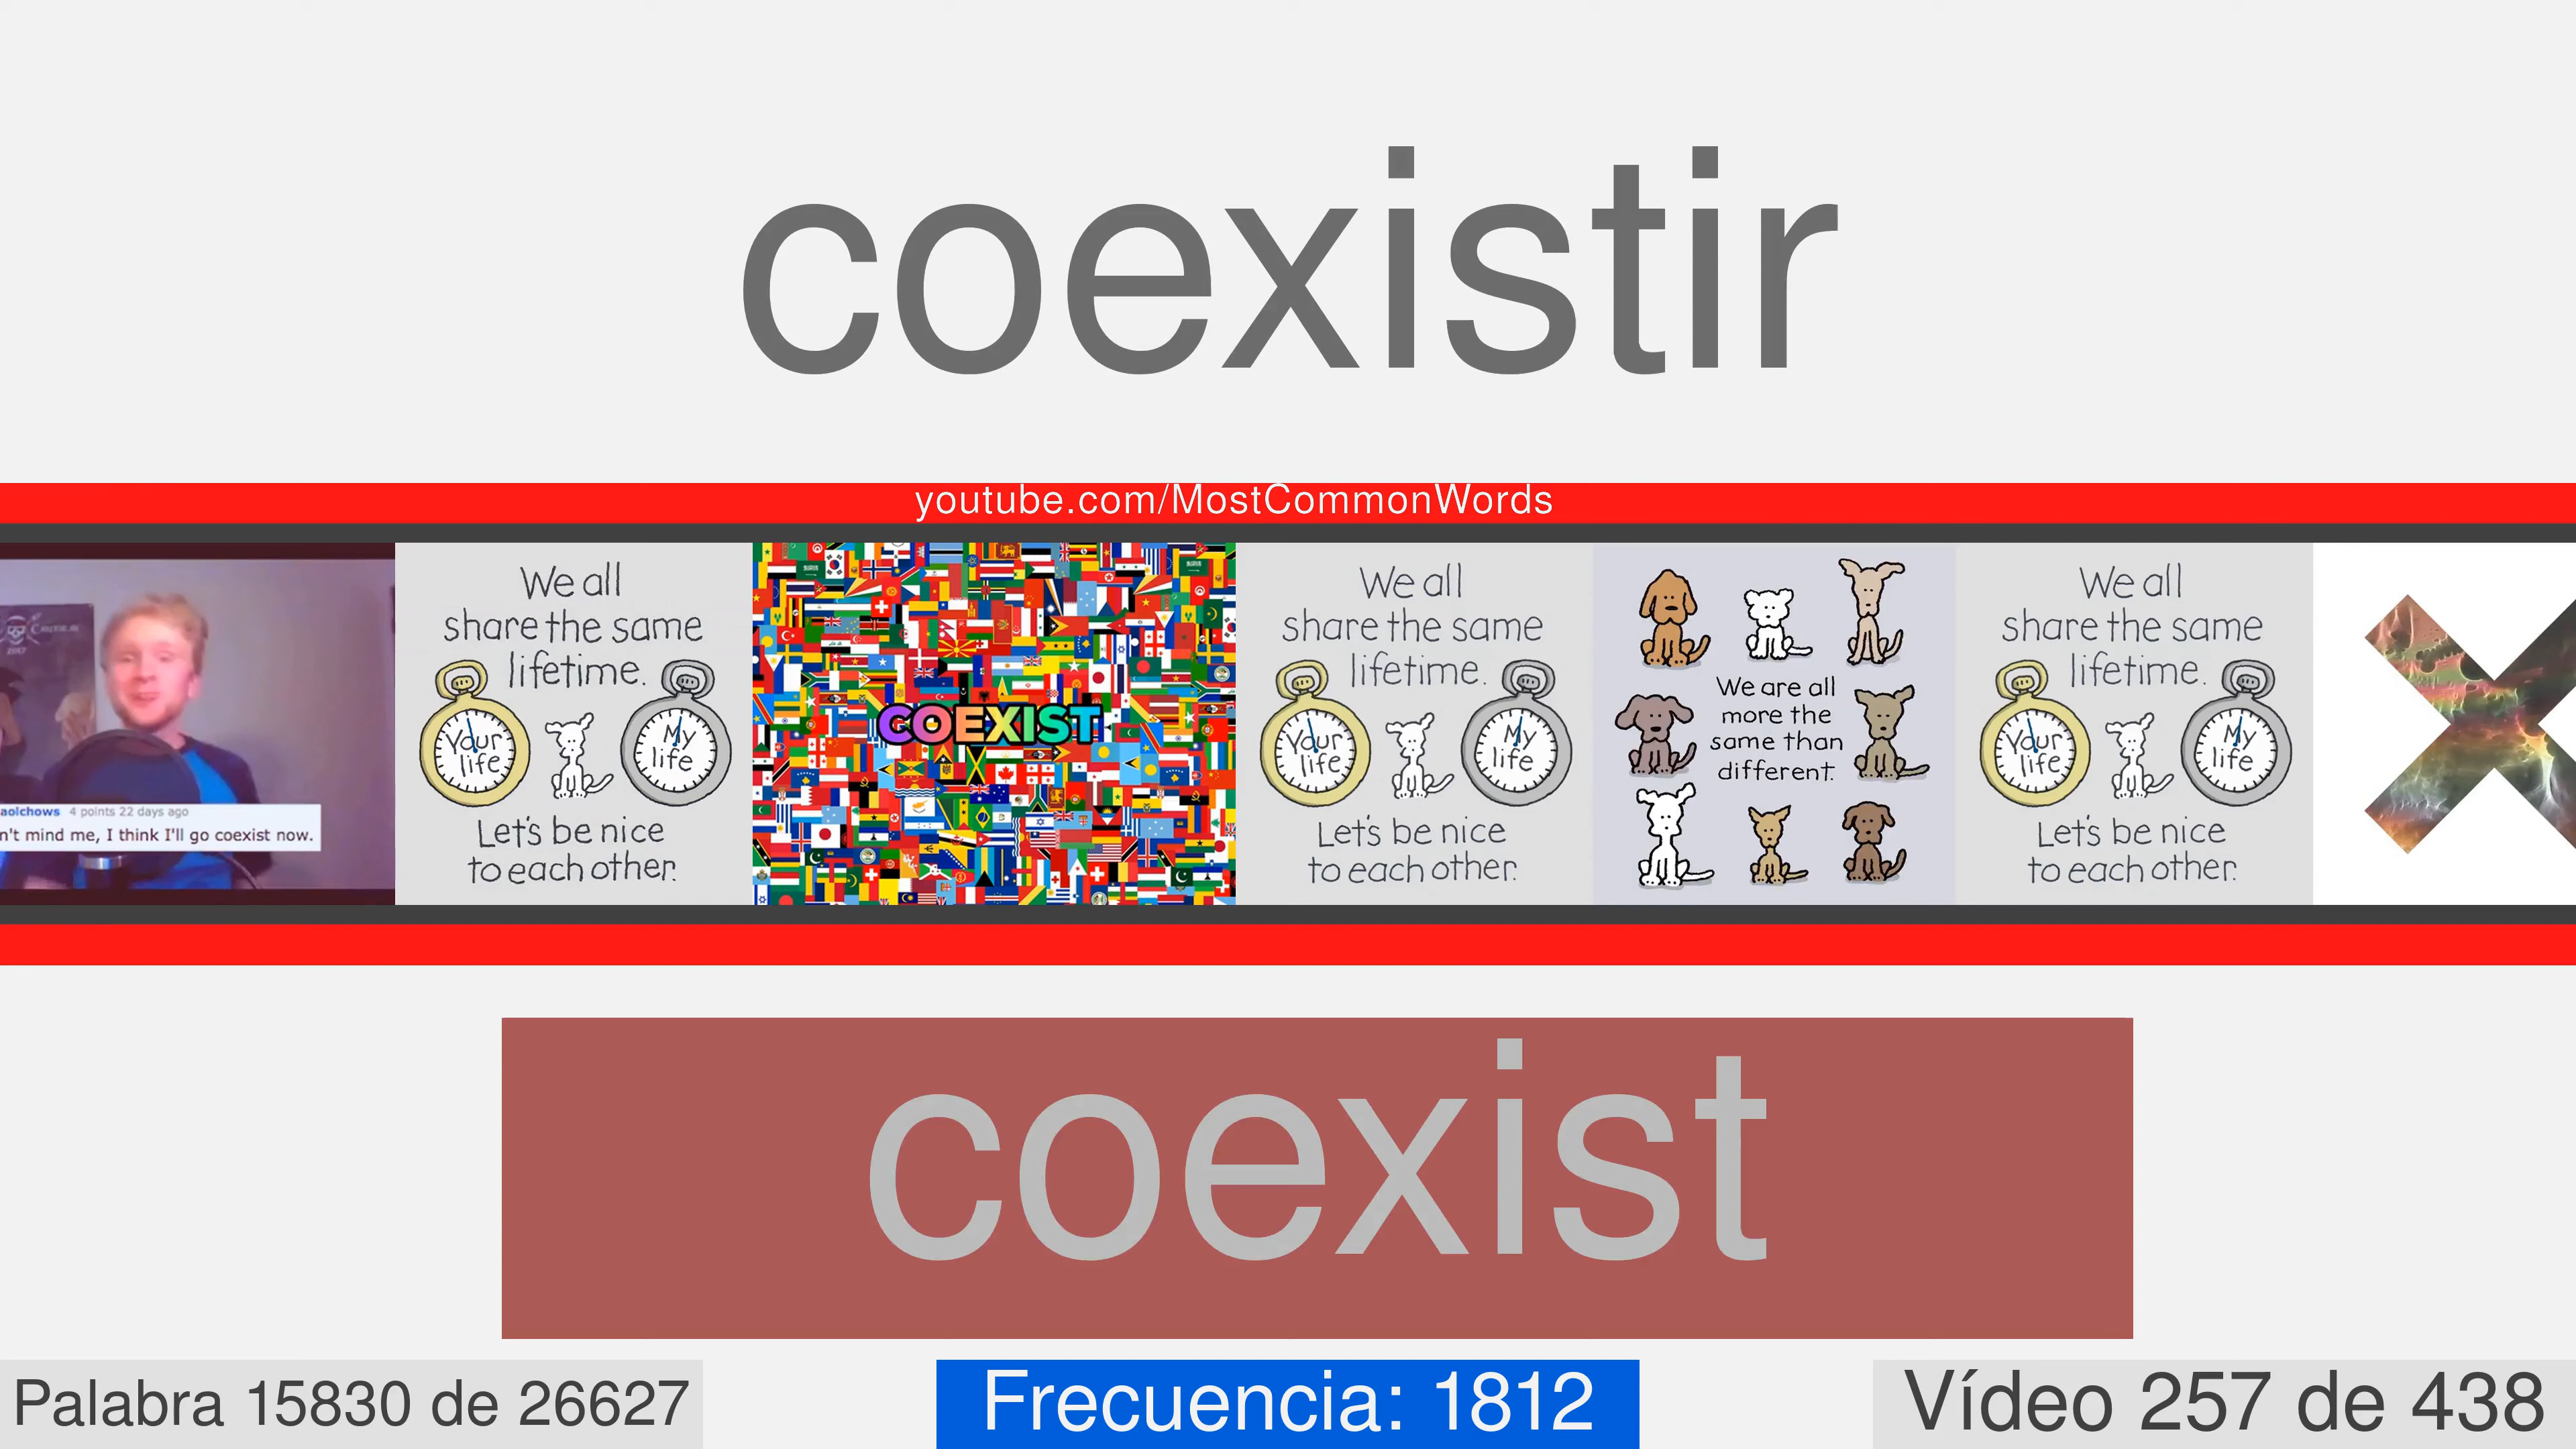 coexistir
youtube.com/MostCommonWords
We all
share the same
lifetime.
Your
life
My
life
Let's be nice
to each other.
COEXIST
We all
share the same
lifetime.
Your
life
My
life
Let's be nice
to each other.
We are all
more the
same than
different.
We all
share the same
lifetime.
Your
life
My
life
Let's be nice
to each other.
2017
aolchows 4 points 22 days ago
n't mind me, I think I'll go coexist now.
coexist
Palabra 15830 de 26627
Frecuencia: 1812
Vídeo 257 de 438